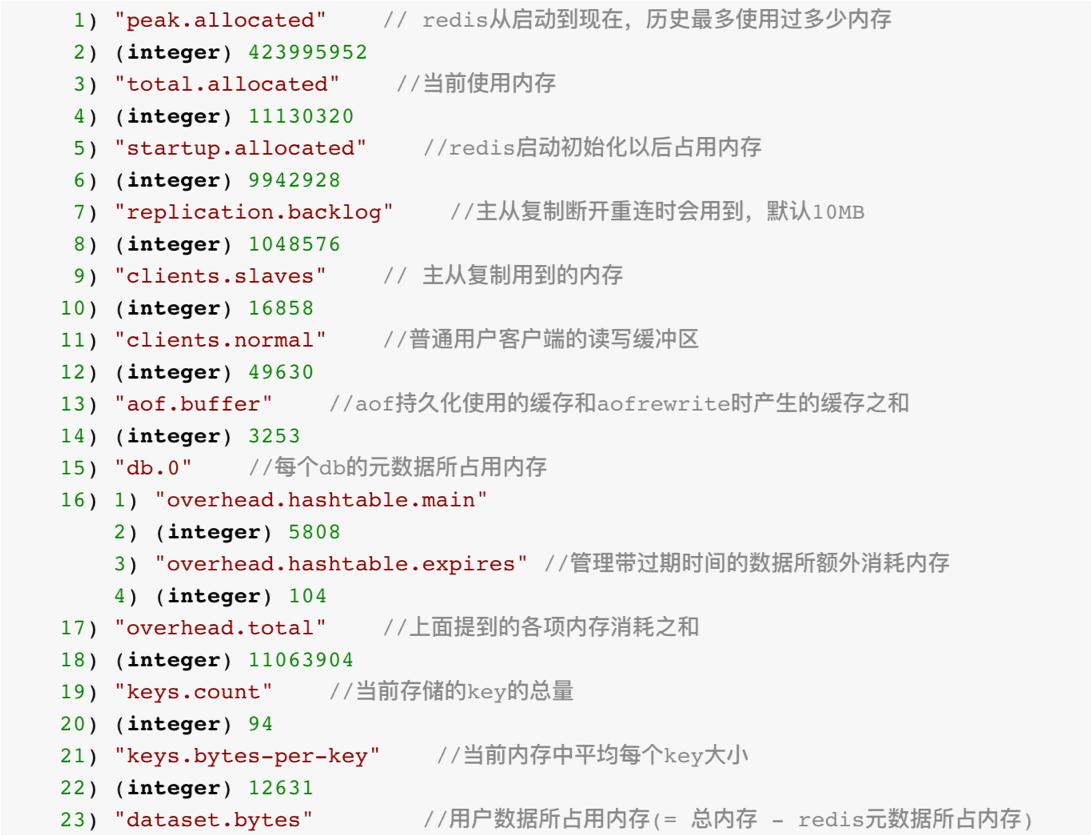 1) "peak.allocated"    // redis从启动到现在，历史最多使用过多少内存
2) (integer) 423995952
3) "total.allocated"    //当前使用内存
4) (integer) 11130320
5) "startup.allocated"    //redis启动初始化以后占用内存
6) (integer) 9942928
7) "replication.backlog"    //主从复制断开重连时会用到，默认10MB
8) (integer) 1048576
9) "clients.slaves"    // 主从复制用到的内存
10) (integer) 16858
11) "clients.normal"    //普通用户客户端的读写缓冲区
12) (integer) 49630
13) "aof.buffer"    //aof持久化使用的缓存和aofrewrite时产生的缓存之和
14) (integer) 3253
15) "db.0"    //每个db的元数据所占用内存
16) 1) "overhead.hashtable.main"
2) (integer) 5808
3) "overhead.hashtable.expires" //管理带过期时间的数据所额外消耗内存
4) (integer) 104
17) "overhead.total"    //上面提到的各项内存消耗之和
18) (integer) 11063904
19) "keys.count"    //当前存储的key的总量
20) (integer) 94
21) "keys.bytes-per-key"    //当前内存中平均每个key大小
22) (integer) 12631
23) "dataset.bytes"        //用户数据所占用内存(= 总内存 - redis元数据所占内存)